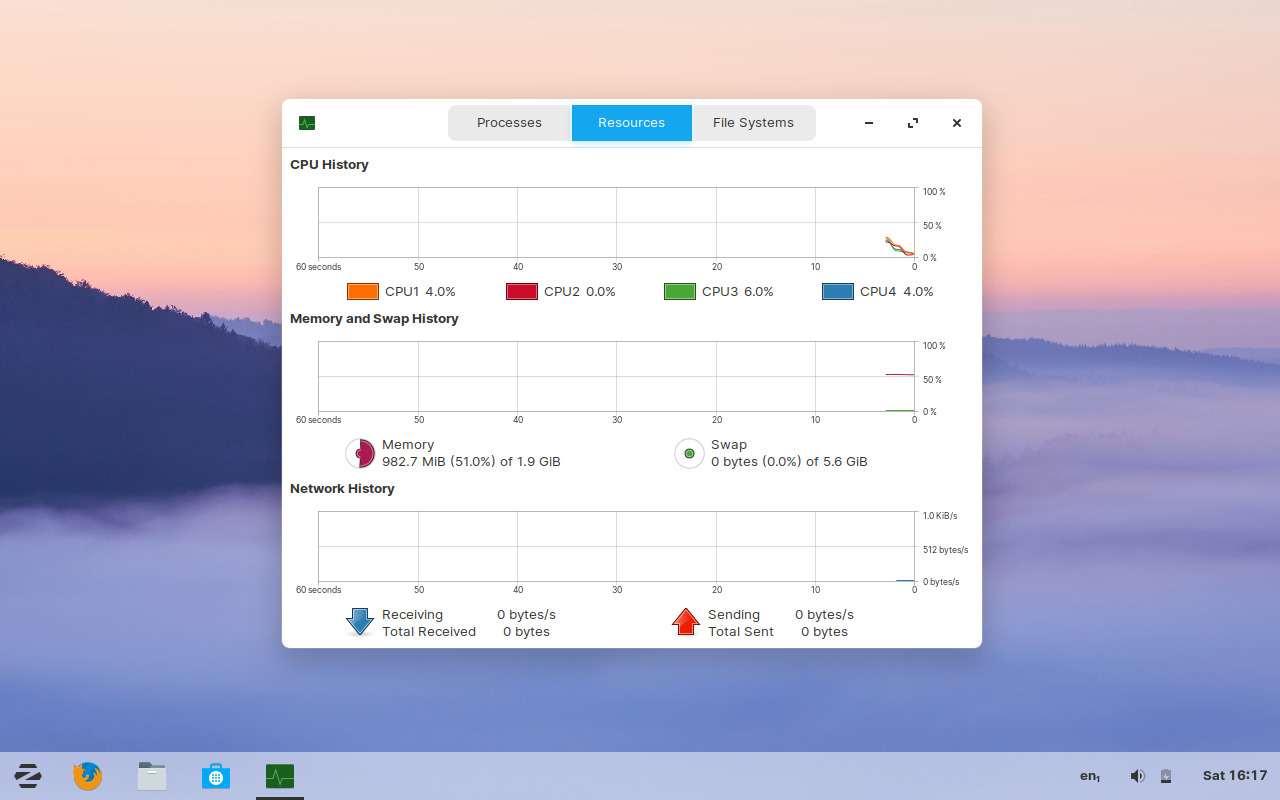 Processes Resources File Systems
CPU History
100 %
50 %
0 %
60 seconds 50 40 30 20 10 0
CPU1 4.0% CPU2 0.0% CPU3 6.0% CPU4 4.0%
Memory and Swap History
100 %
50 %
0 %
60 seconds 50 40 30 20 10 0
Memory
982.7 MiB (51.0%) of 1.9 GiB
Swap
0 bytes (0.0%) of 5.6 GiB
Network History
1.0 KiB/s
512 bytes/s
0 bytes/s
60 seconds 50 40 30 20 10 0
Receiving 0 bytes/s
Total Received 0 bytes
Sending 0 bytes/s
Total Sent 0 bytes
en₁ Sat 16:17